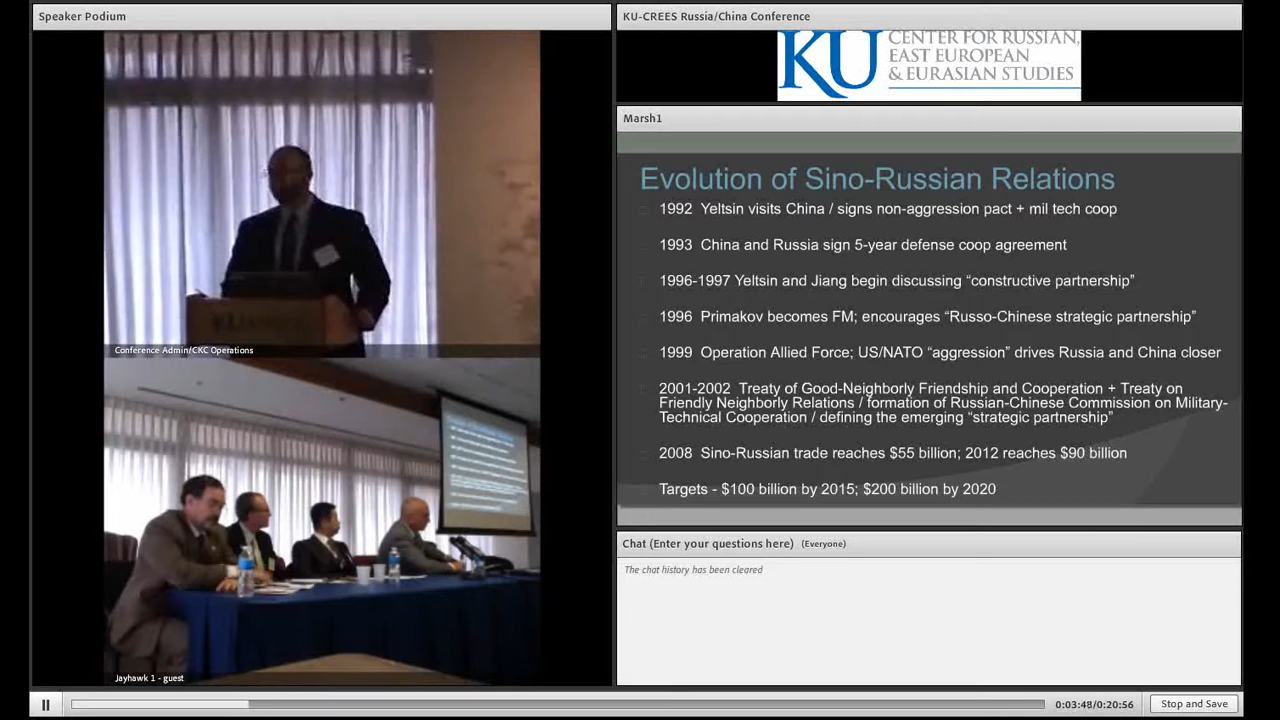 Speaker Podium
Conference Admin/CKC Operations
Jayhawk 1 - guest
KU-CREES Russia/China Conference
KU
CENTER FOR RUSSIAN,
EAST EUROPEAN
& EURASIAN STUDIES
Marsh1
Evolution of Sino-Russian Relations
1992 Yeltsin visits China / signs non-aggression pact + mil tech coop
1993 China and Russia sign 5-year defense coop agreement
1996-1997 Yeltsin and Jiang begin discussing “constructive partnership”
1996 Primakov becomes FM; encourages “Russo-Chinese strategic partnership”
1999 Operation Allied Force; US/NATO “aggression” drives Russia and China closer
2001-2002 Treaty of Good-Neighborly Friendship and Cooperation + Treaty on
Friendly Neighborly Relations / formation of Russian-Chinese Commission on Military-
Technical Cooperation / defining the emerging “strategic partnership”
2008 Sino-Russian trade reaches $55 billion; 2012 reaches $90 billion
Targets - $100 billion by 2015; $200 billion by 2020
Chat (Enter your questions here) (Everyone)
The chat history has been cleared
0:03:48/0:20:56
Stop and Save